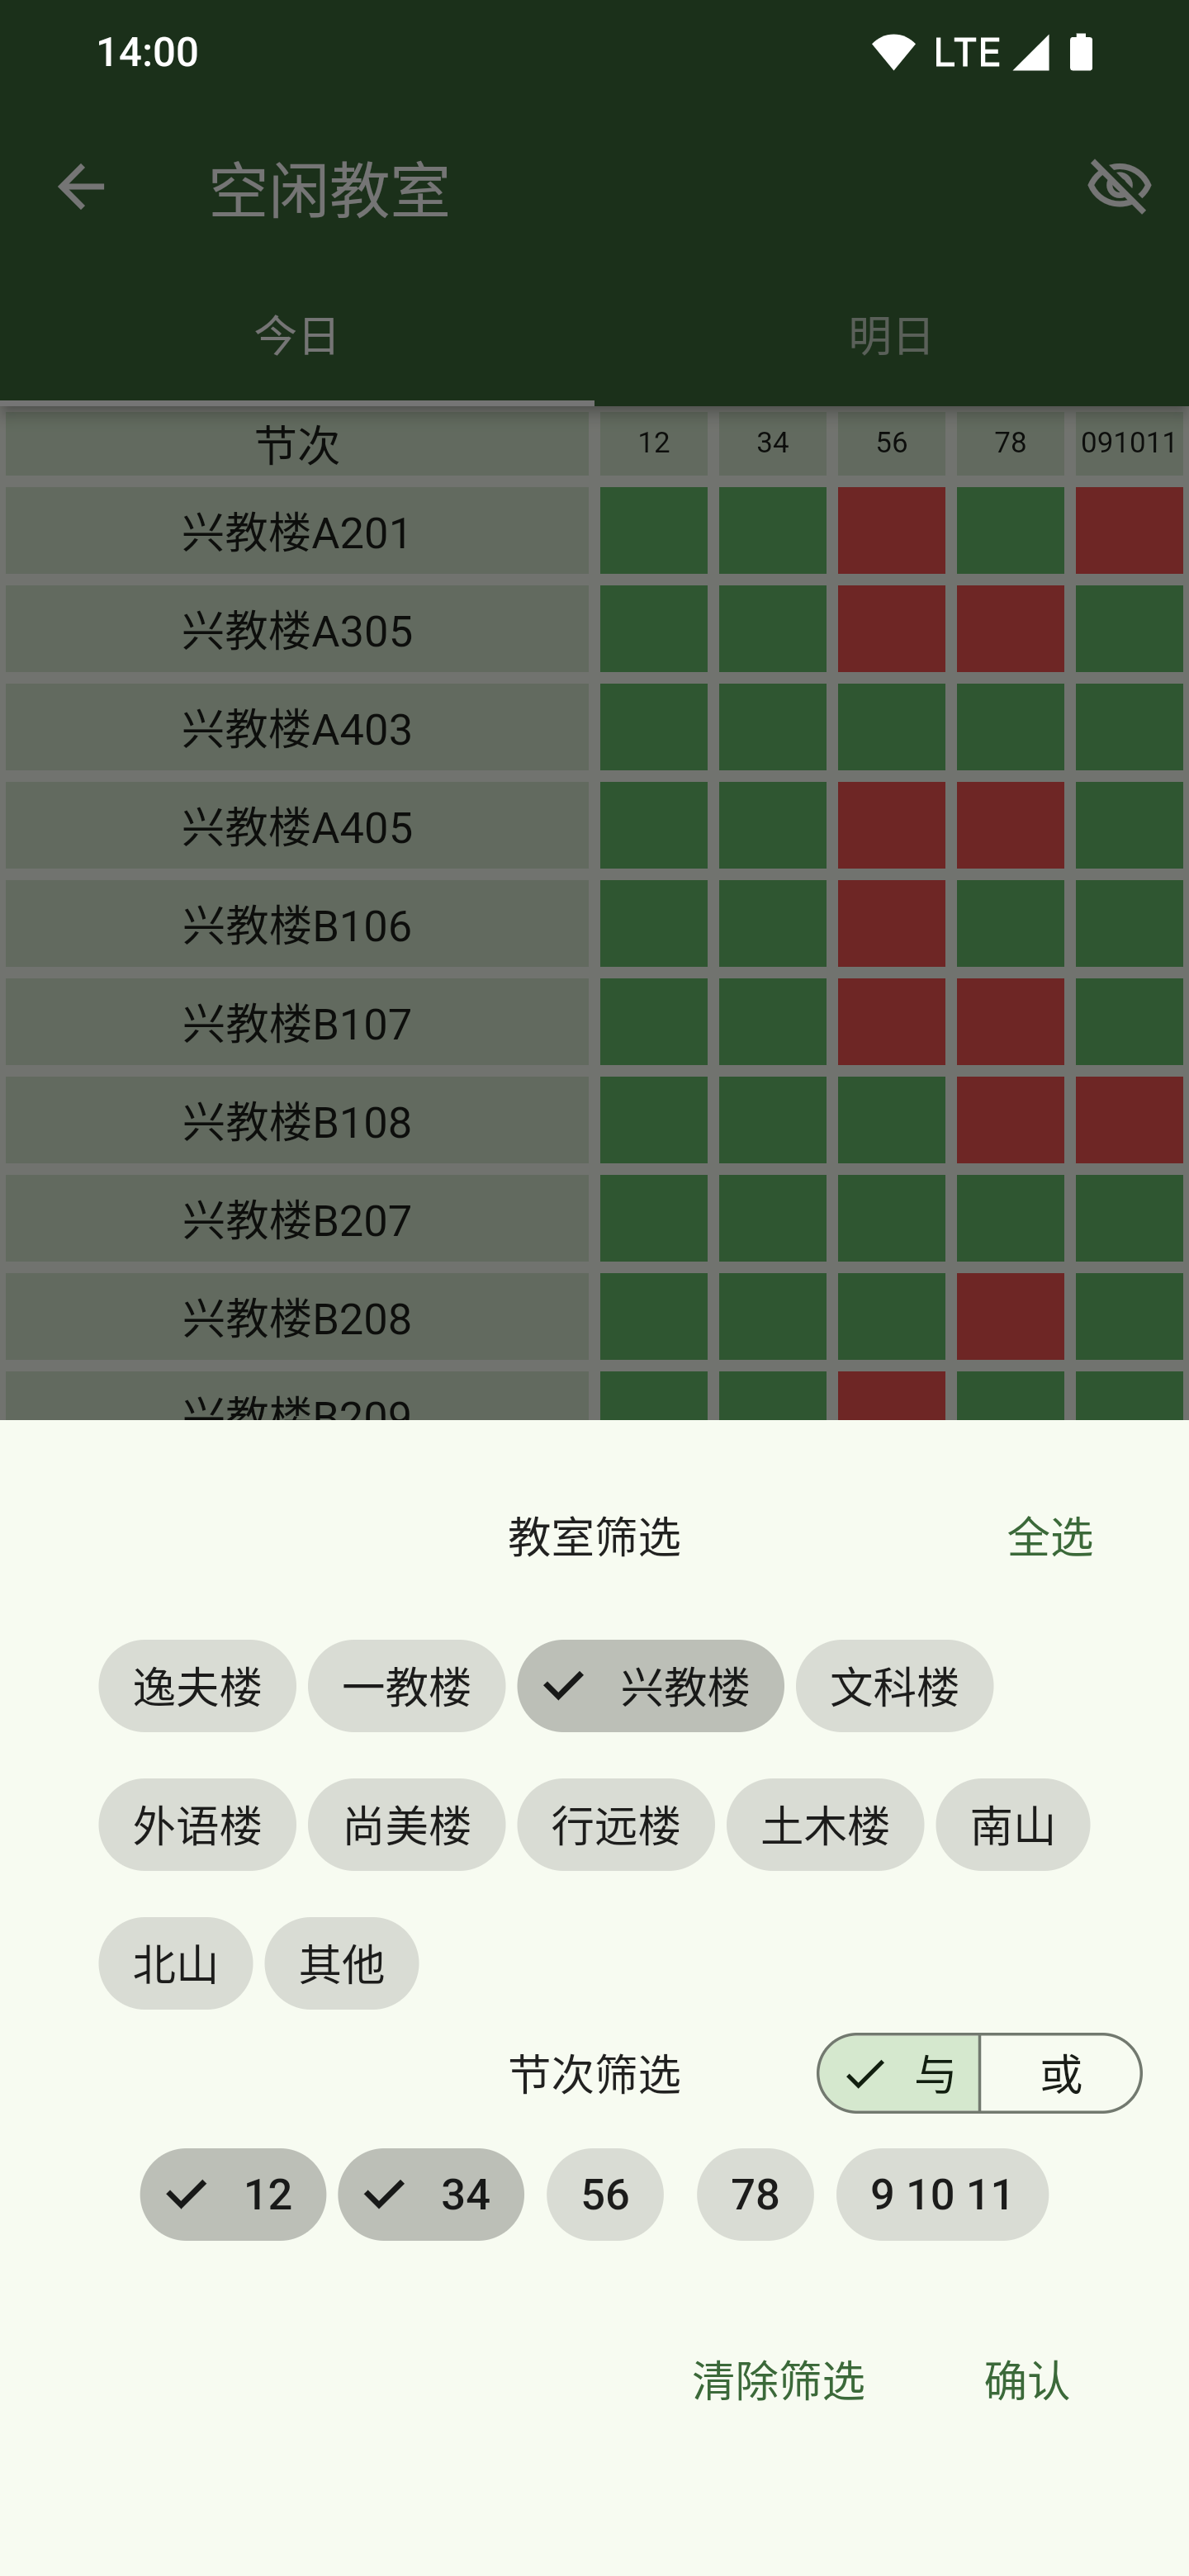 14:00 LTE
空闲教室
今日 明日
节次 12 34 56 78 091011
兴教楼A201
兴教楼A305
兴教楼A403
兴教楼A405
兴教楼B106
兴教楼B107
兴教楼B108
兴教楼B207
兴教楼B208
兴教楼B209
教室筛选 全选
逸夫楼 一教楼 兴教楼 文科楼
外语楼 尚美楼 行远楼 土木楼 南山
北山 其他
节次筛选 与 或
12 34 56 78 9 10 11
清除筛选 确认